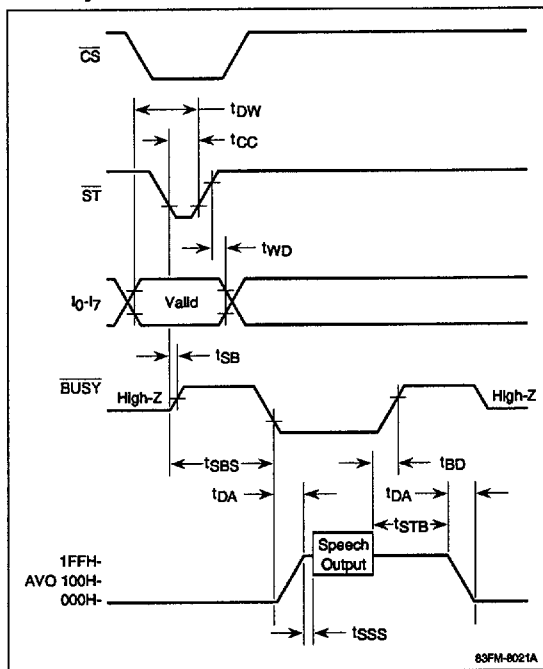 CS
tDW
tCC
ST
tWD
I0-I7
Valid
tSB
BUSY
High-Z
High-Z
tSBS
tBD
tDA
tDA
tSTB
1FFH-
Speech
Output
AVO 100H-
000H-
tSSS
83FM-8021A